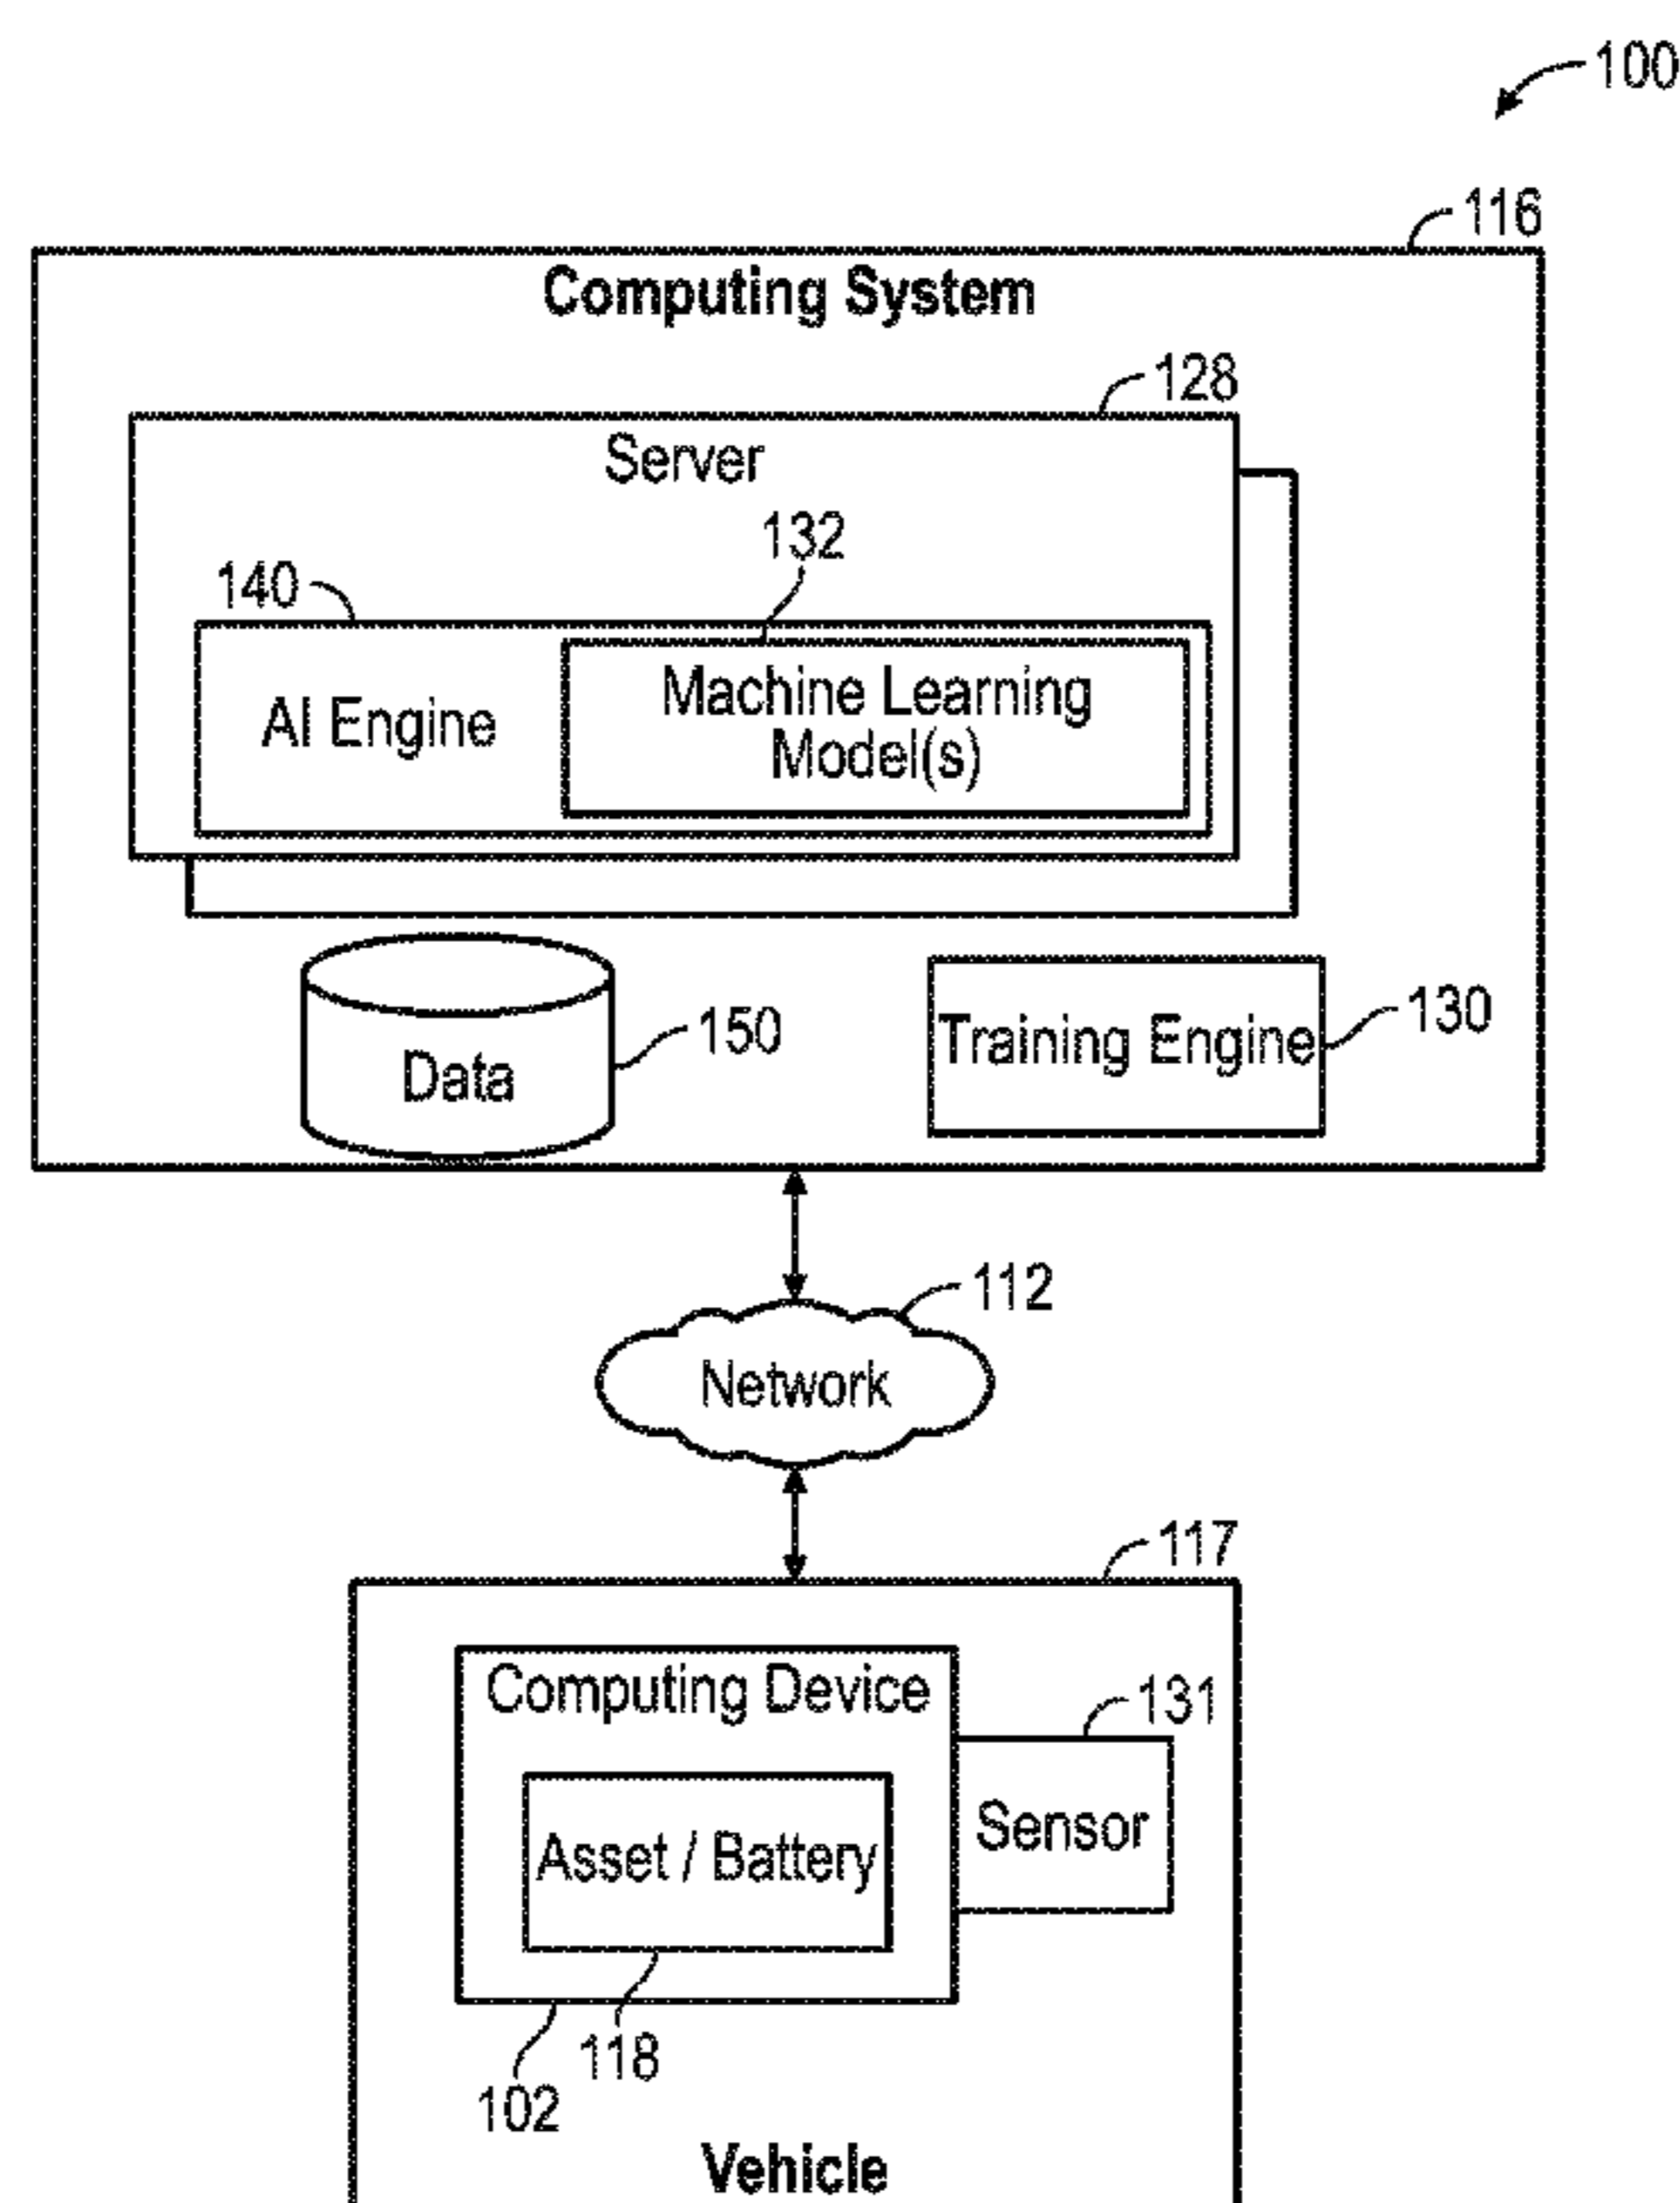 100
116
Computing System
128
Server
132
140
AI Engine
Machine Learning
Model(s)
150
Data
Training Engine
130
112
Network
117
Computing Device
131
Asset / Battery
Sensor
118
102
Vehicle